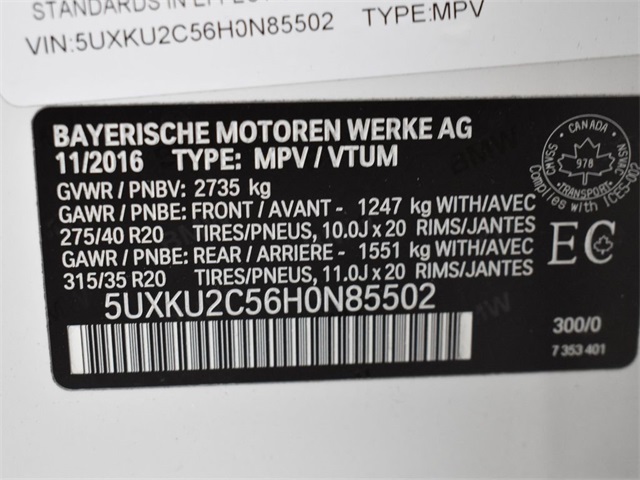 STANDARDS IN EFFECT
VIN:5UXKU2C56H0N85502 TYPE:MPV
BAYERISCHE MOTOREN WERKE AG
11/2016 TYPE: MPV / VTUM
GVWR / PNBV: 2735 kg
GAWR / PNBE: FRONT / AVANT - 1247 kg WITH/AVEC
275/40 R20 TIRES/PNEUS, 10.0J x 20 RIMS/JANTES
GAWR / PNBE: REAR / ARRIERE - 1551 kg WITH/AVEC
315/35 R20 TIRES/PNEUS, 11.0J x 20 RIMS/JANTES
5UXKU2C56H0N85502
CANADA
978
TRANSPORT
CMVSS NSVAC
Complies with / ICES-002
EC
300/0
7 353 401